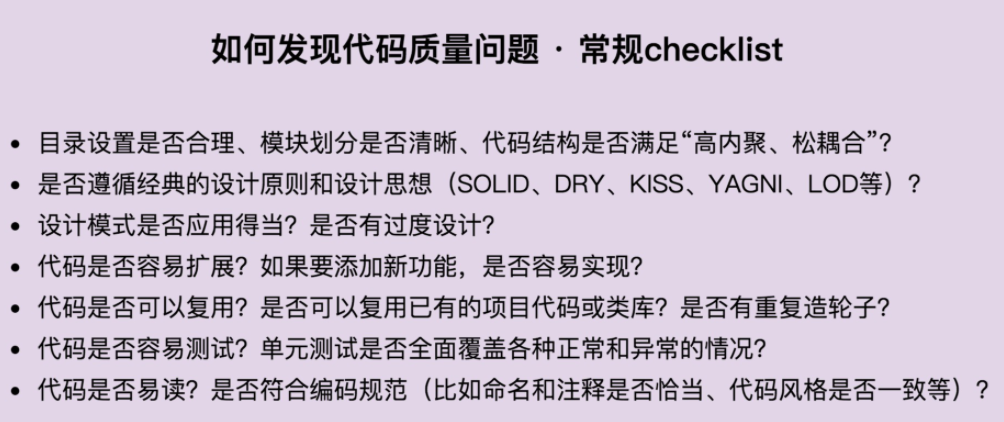 如何发现代码质量问题 · 常规checklist
• 目录设置是否合理、模块划分是否清晰、代码结构是否满足“高内聚、松耦合”？
• 是否遵循经典的设计原则和设计思想（SOLID、DRY、KISS、YAGNI、LOD等）？
• 设计模式是否应用得当？是否有过度设计？
• 代码是否容易扩展？如果要添加新功能，是否容易实现？
• 代码是否可以复用？是否可以复用已有的项目代码或类库？是否有重复造轮子？
• 代码是否容易测试？单元测试是否全面覆盖各种正常和异常的情况？
• 代码是否易读？是否符合编码规范（比如命名和注释是否恰当、代码风格是否一致等）？